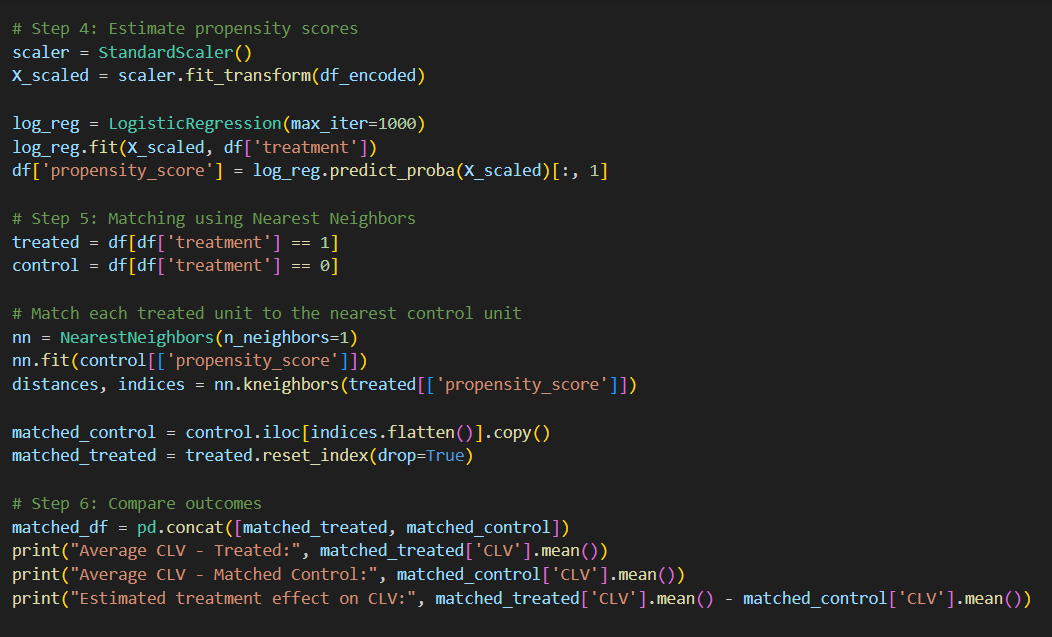 # Step 4: Estimate propensity scores
scaler = StandardScaler()
X_scaled = scaler.fit_transform(df_encoded)
log_reg = LogisticRegression(max_iter=1000)
log_reg.fit(X_scaled, df['treatment'])
df['propensity_score'] = log_reg.predict_proba(X_scaled)[:, 1]
# Step 5: Matching using Nearest Neighbors
treated = df[df['treatment'] == 1]
control = df[df['treatment'] == 0]
# Match each treated unit to the nearest control unit
nn = NearestNeighbors(n_neighbors=1)
nn.fit(control[['propensity_score']])
distances, indices = nn.kneighbors(treated[['propensity_score']])
matched_control = control.iloc[indices.flatten()].copy()
matched_treated = treated.reset_index(drop=True)
# Step 6: Compare outcomes
matched_df = pd.concat([matched_treated, matched_control])
print("Average CLV - Treated:", matched_treated['CLV'].mean())
print("Average CLV - Matched Control:", matched_control['CLV'].mean())
print("Estimated treatment effect on CLV:", matched_treated['CLV'].mean() - matched_control['CLV'].mean())